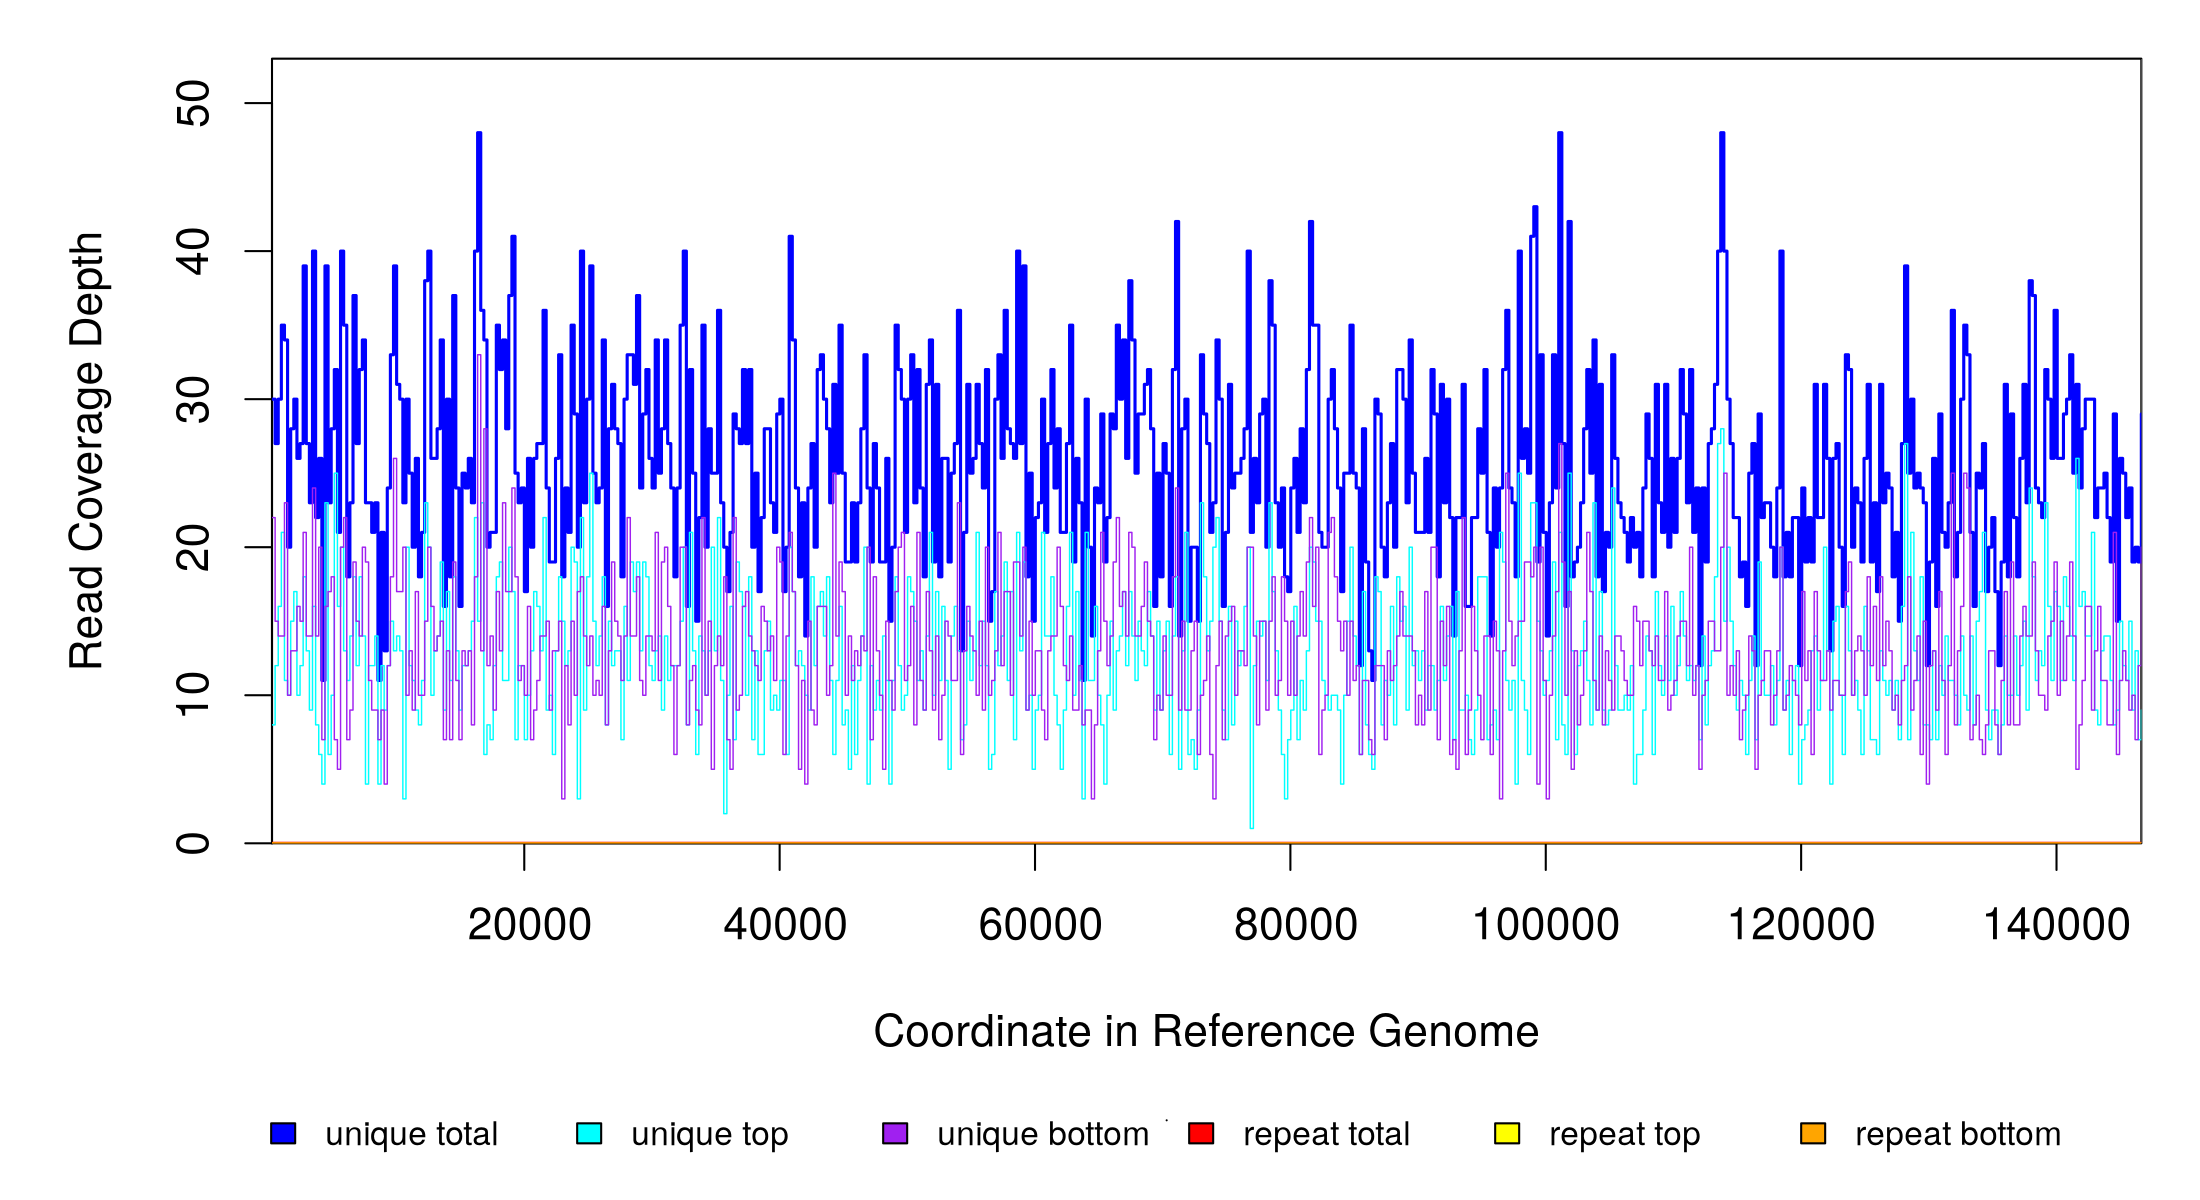 Read Coverage Depth
50
40
30
20
10
0
20000 40000 60000 80000 100000 120000 140000
Coordinate in Reference Genome
unique total unique top unique bottom repeat total repeat top repeat bottom